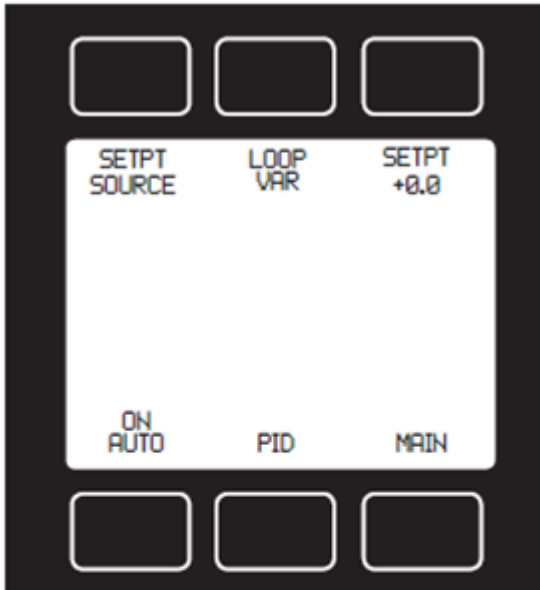 SETPT LOOP SETPT
SOURCE VAR +0.0
ON
AUTO PID MAIN